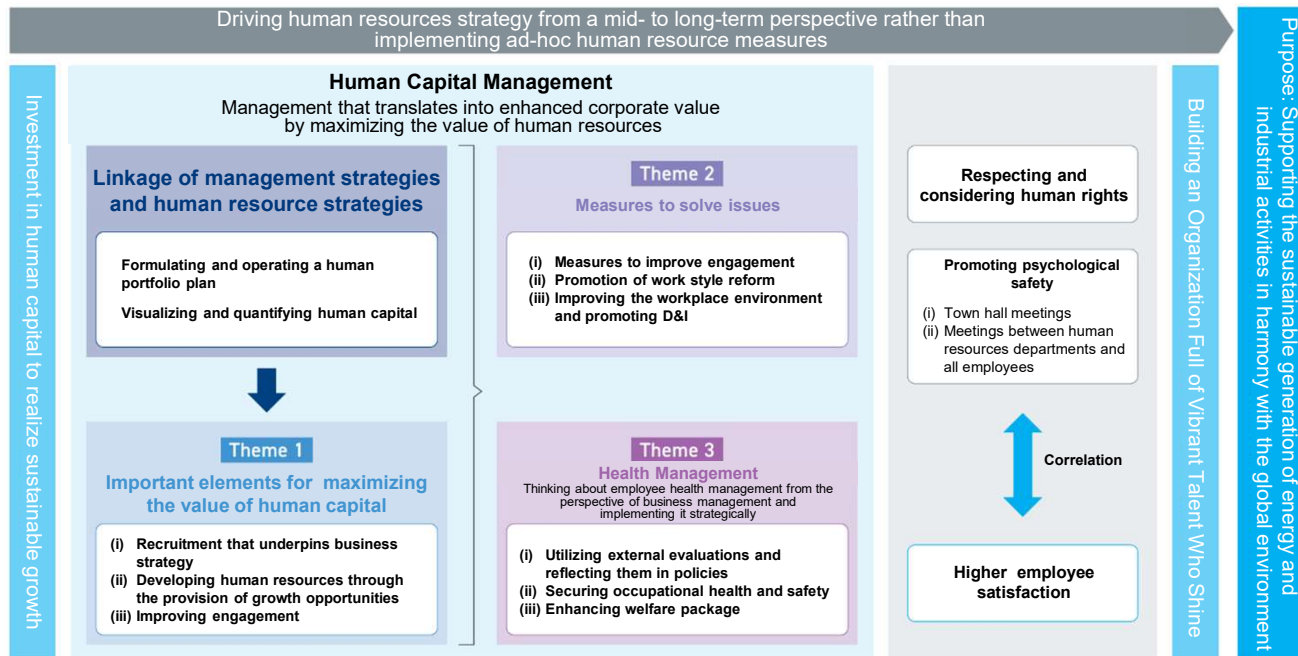 Driving human resources strategy from a mid- to long-term perspective rather than
implementing ad-hoc human resource measures
Investment in human capital to realize sustainable growth
Human Capital Management
Management that translates into enhanced corporate value
by maximizing the value of human resources
Linkage of management strategies
and human resource strategies
Formulating and operating a human
portfolio plan
Visualizing and quantifying human capital
Theme 1
Important elements for maximizing
the value of human capital
(i) Recruitment that underpins business
strategy
(ii) Developing human resources through
the provision of growth opportunities
(iii) Improving engagement
Theme 2
Measures to solve issues
(i) Measures to improve engagement
(ii) Promotion of work style reform
(iii) Improving the workplace environment
and promoting D&I
Theme 3
Health Management
Thinking about employee health management from the
perspective of business management and
implementing it strategically
(i) Utilizing external evaluations and
reflecting them in policies
(ii) Securing occupational health and safety
(iii) Enhancing welfare package
Respecting and
considering human rights
Promoting psychological
safety
(i) Town hall meetings
(ii) Meetings between human
resources departments and
all employees
Correlation
Higher employee
satisfaction
Building an Organization Full of Vibrant Talent Who Shine
Purpose: Supporting the sustainable generation of energy and
industrial activities in harmony with the global environment